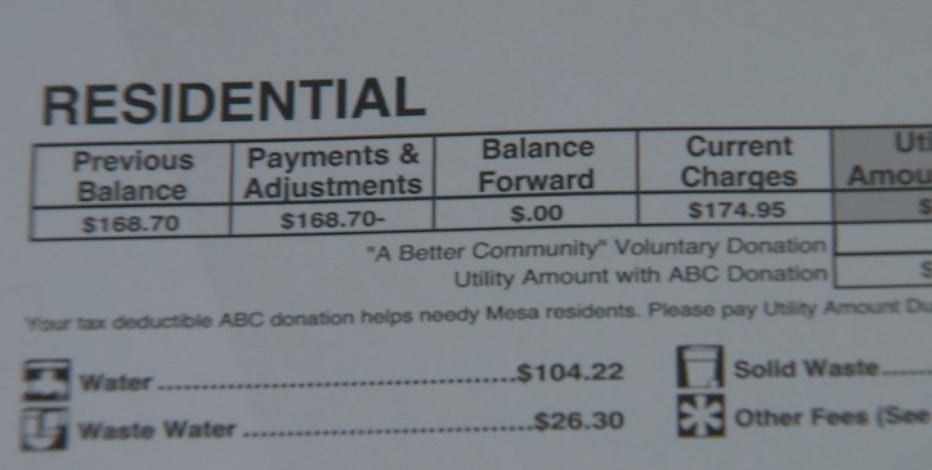 RESIDENTIAL
Previous Balance
Payments & Adjustments
Balance Forward
Current Charges
$168.70
$168.70-
$.00
$174.95
$
"A Better Community" Voluntary Donation
Utility Amount with ABC Donation
$
Your tax deductible ABC donation helps needy Mesa residents. Please pay Utility Amount
Water ........................................$104.22
Solid Waste......
Waste Water ................................$26.30
Other Fees (See